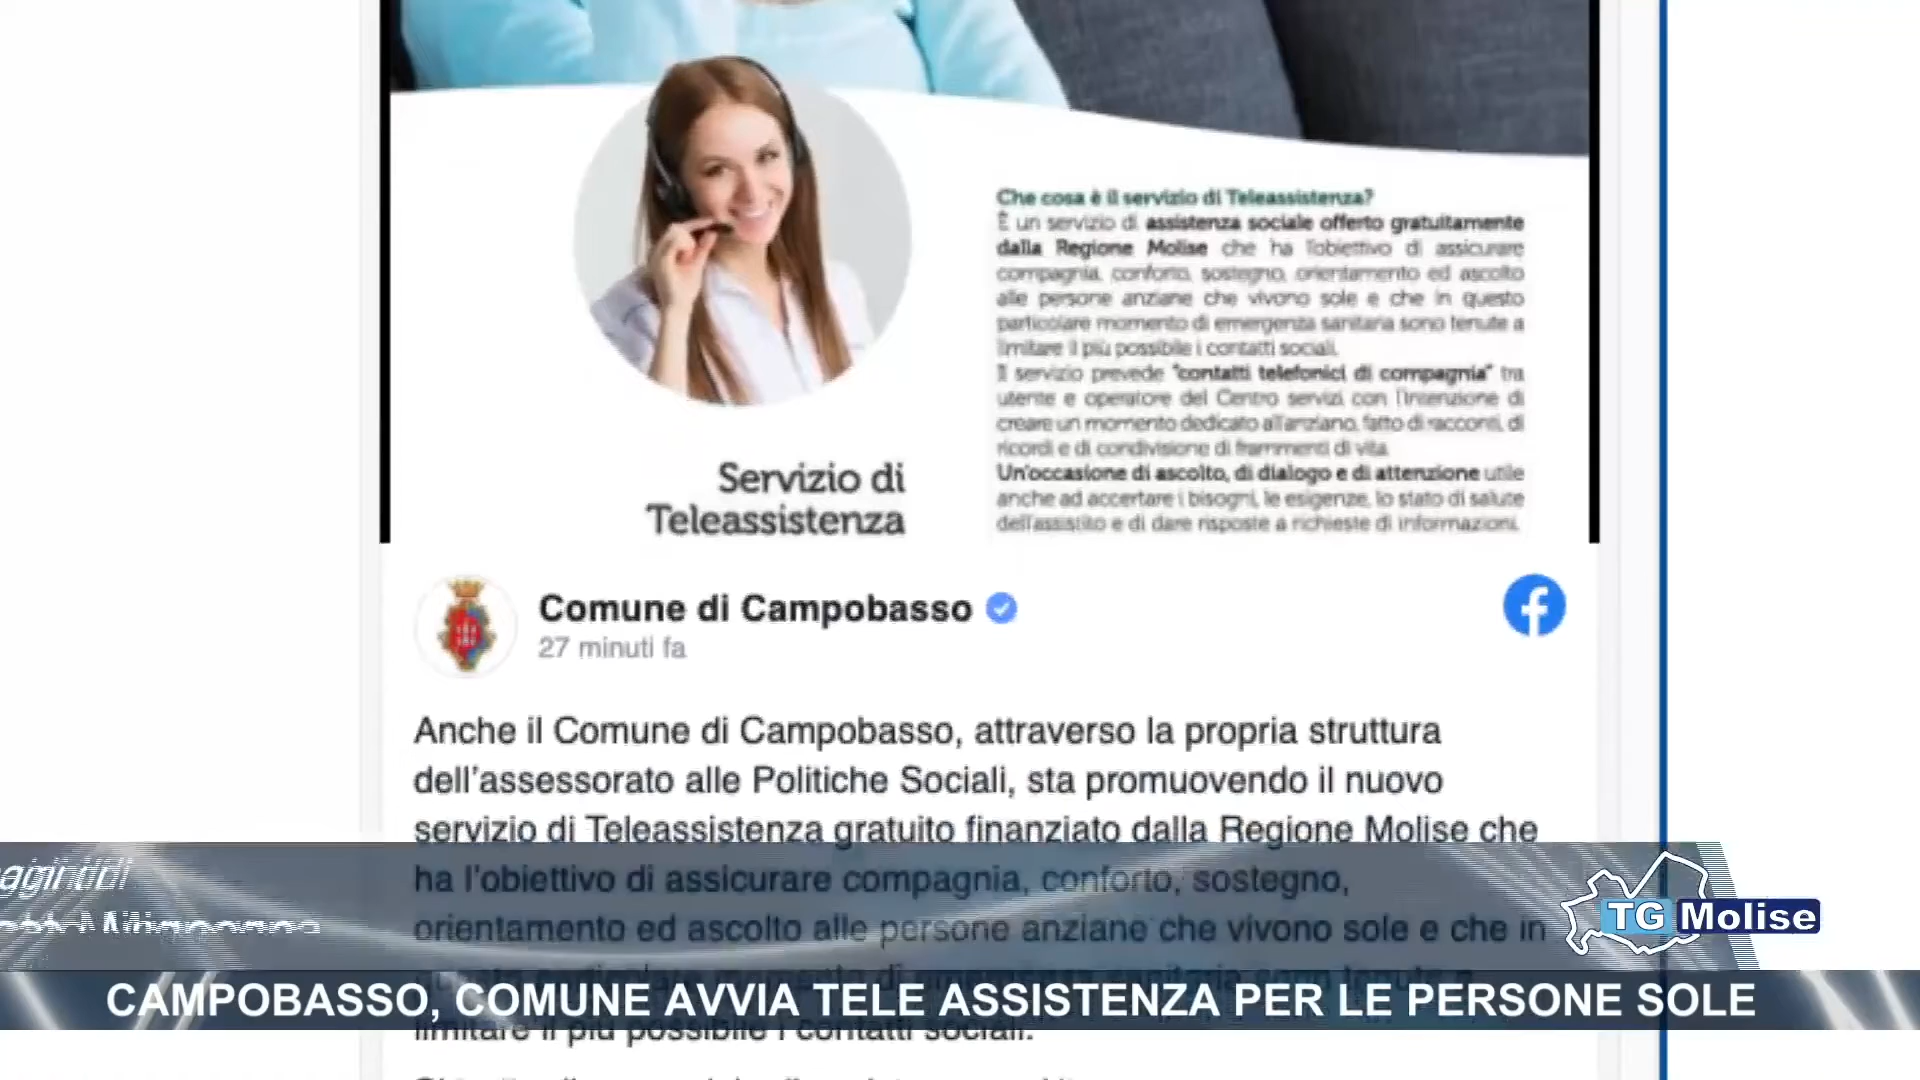 Che cosa è il servizio di Teleassistenza?
È un servizio di assistenza sociale offerto gratuitamente
dalla Regione Molise che ha l'obiettivo di assicurare
compagnia, conforto, sostegno, orientamento ed ascolto
alle persone anziane che vivono sole e che in questo
particolare momento di emergenza sanitaria sono tenute a
limitare il più possibile i contatti sociali.
Il servizio prevede "contatti telefonici di compagnia" tra
utente e operatore del Centro servizi con l'intenzione di
creare un momento dedicato all'anziano, fatto di racconti, di
ricordi e di condivisione di frammenti di vita.
Un'occasione di ascolto, di dialogo e di attenzione utile
anche ad accertare i bisogni, le esigenze, lo stato di salute
dell'assistito e di dare risposte a richieste di informazioni.
Servizio di
Teleassistenza
Comune di Campobasso
27 minuti fa
Anche il Comune di Campobasso, attraverso la propria struttura
dell'assessorato alle Politiche Sociali, sta promuovendo il nuovo
servizio di Teleassistenza gratuito finanziato dalla Regione Molise che
ha l'obiettivo di assicurare compagnia, conforto, sostegno,
orientamento ed ascolto alle persone anziane che vivono sole e che in
limitare il più possibile i contatti sociali.
TG Molise
CAMPOBASSO, COMUNE AVVIA TELE ASSISTENZA PER LE PERSONE SOLE